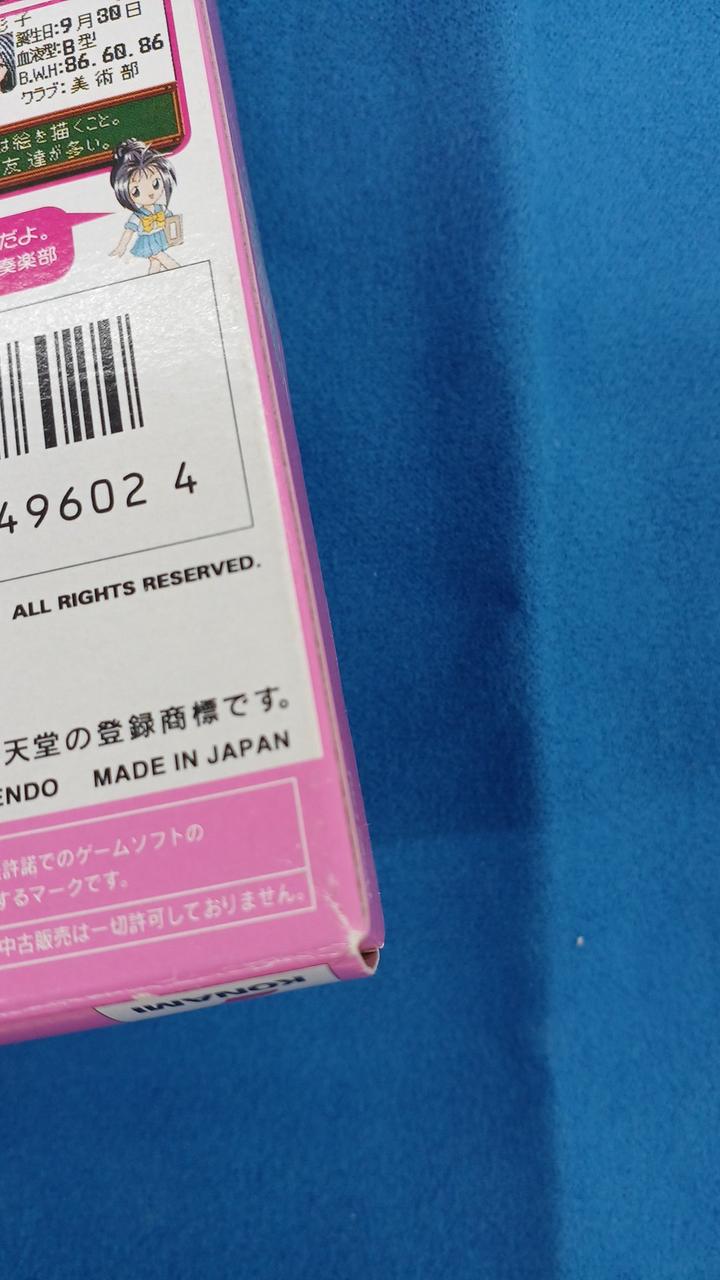 彩子
誕生日:9月30日
血液型:B型
B.W.H:86.60.86
クラブ:美術部
は絵を描くこと。
友達が多い。
だよ。
奏楽部
49602 4
ALL RIGHTS RESERVED.
天堂の登録商標です。
ENDO MADE IN JAPAN
許諾でのゲームソフトの
するマークです。
中古販売は一切許可しておりません。
KONAMI